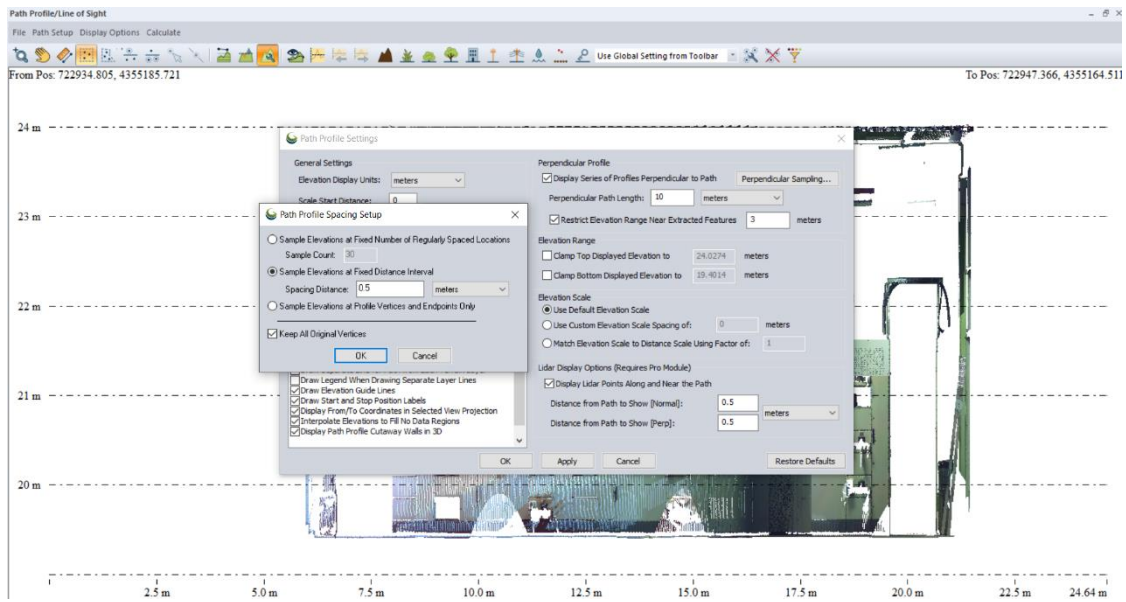 Path Profile/Line of Sight
File Path Setup Display Options Calculate
Use Global Setting from Toolbar
From Pos: 722934.805, 4355185.721
To Pos: 722947.366, 4355164.511
24 m
23 m
22 m
21 m
20 m
Path Profile Settings
General Settings
Elevation Display Units: meters
Scale Start Distance: 0
Path Profile Spacing Setup
Sample Elevations at Fixed Number of Regularly Spaced Locations
Sample Count: 30
Sample Elevations at Fixed Distance Interval
Spacing Distance: 0.5 meters
Sample Elevations at Profile Vertices and Endpoints Only
Keep All Original Vertices
OK Cancel
Draw Legend When Drawing Separate Layer Lines
Draw Elevation Guide Lines
Draw Start and Stop Position Labels
Display From/To Coordinates in Selected View Projection
Interpolate Elevations to Fill No Data Regions
Display Path Profile Cutaway Walls in 3D
Perpendicular Profile
Display Series of Profiles Perpendicular to Path Perpendicular Sampling...
Perpendicular Path Length: 10 meters
Restrict Elevation Range Near Extracted Features 3 meters
Elevation Range
Clamp Top Displayed Elevation to 24.0274 meters
Clamp Bottom Displayed Elevation to 19.4014 meters
Elevation Scale
Use Default Elevation Scale
Use Custom Elevation Scale Spacing of: 0 meters
Match Elevation Scale to Distance Scale Using Factor of: 1
Lidar Display Options (Requires Pro Module)
Display Lidar Points Along and Near the Path
Distance from Path to Show [Normal]: 0.5
meters
Distance from Path to Show [Perp]: 0.5
OK Apply Cancel Restore Defaults
2.5 m 5.0 m 7.5 m 10.0 m 12.5 m 15.0 m 17.5 m 20.0 m 22.5 m 24.64 m